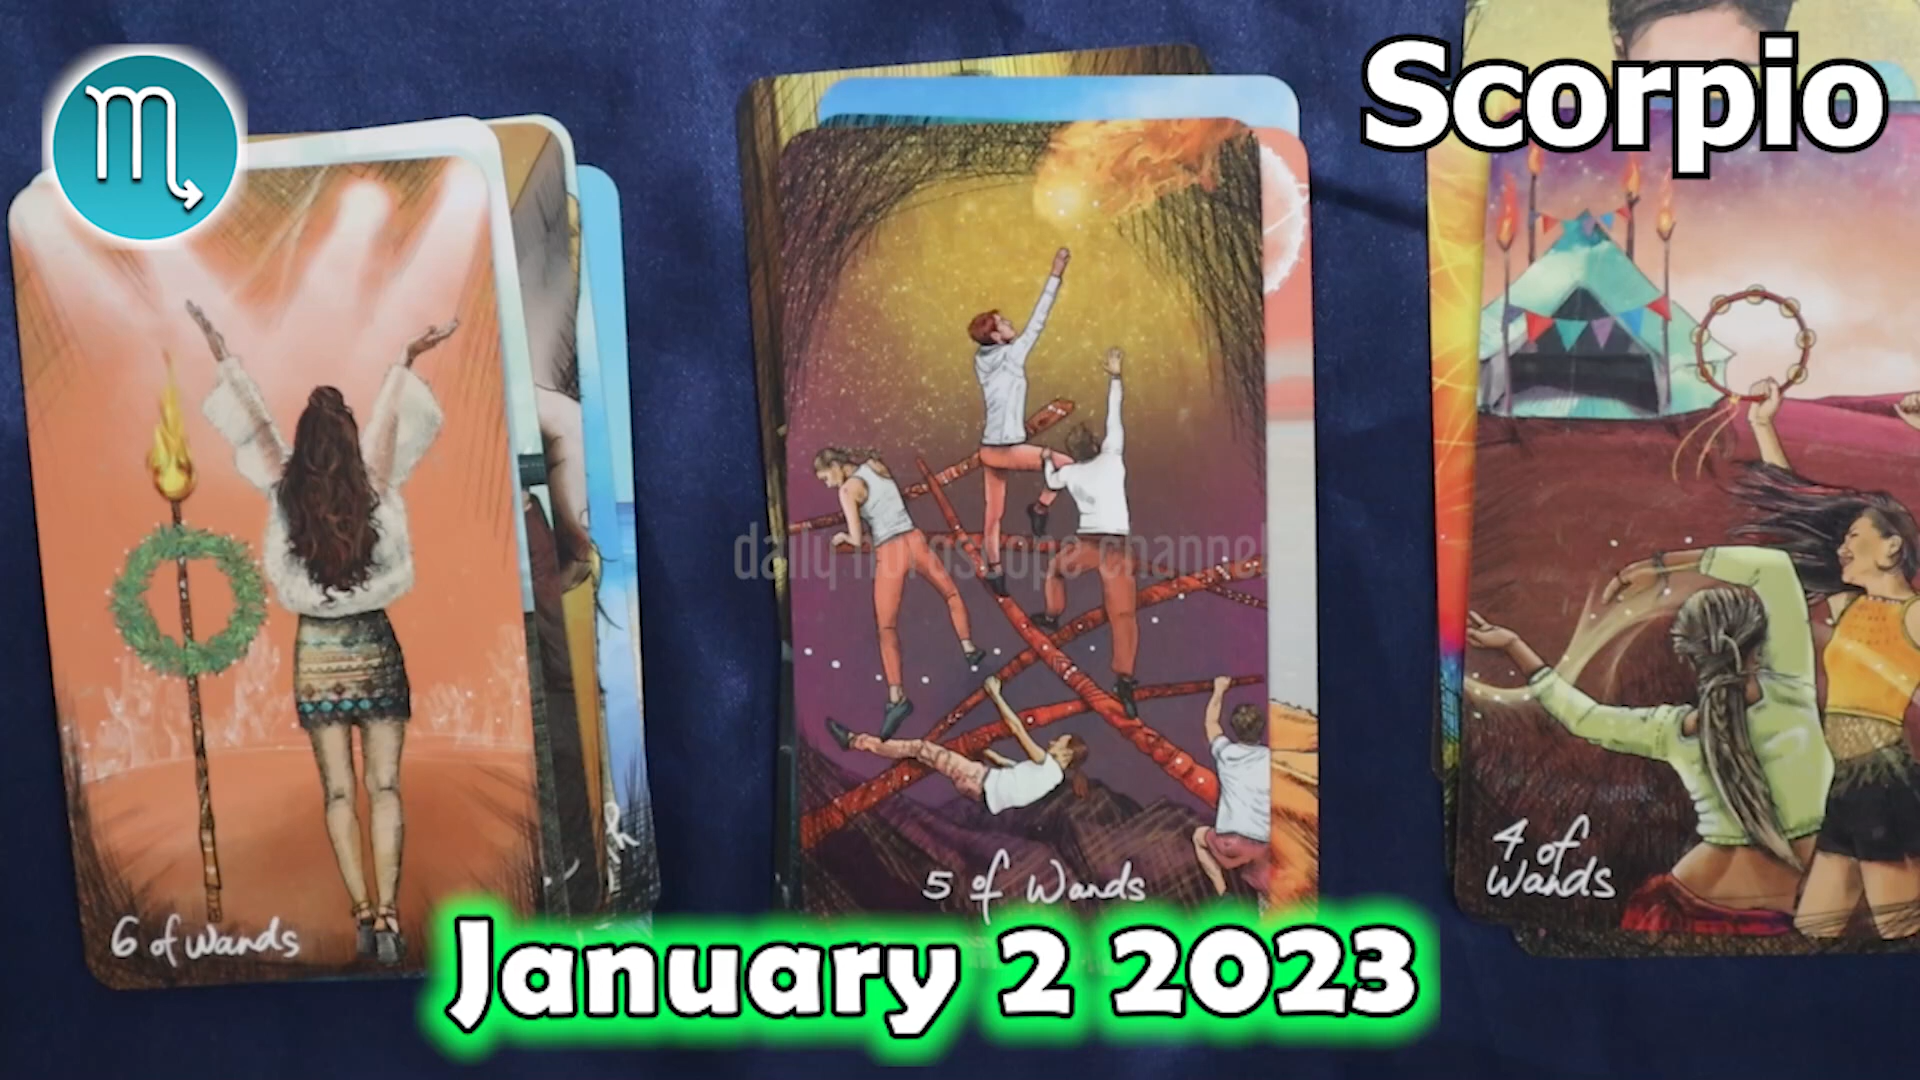 Scorpio
daily horoscope channel
6 of Wands
5 of Wands
4 of
Wands
January 2 2023